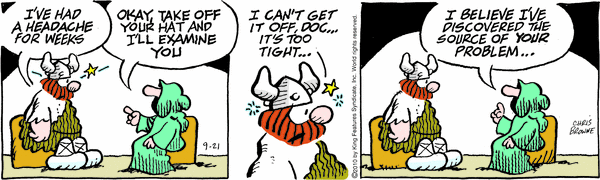 I'VE HAD
A HEADACHE
FOR WEEKS
OKAY, TAKE OFF
YOUR HAT AND
I'LL EXAMINE
YOU
9-21
I CAN'T GET
IT OFF, DOC...
IT'S TOO
TIGHT...
©2010 by King Features Syndicate, Inc. World rights reserved.
I BELIEVE I'VE
DISCOVERED THE
SOURCE OF YOUR
PROBLEM...
CHRIS
BROWNE